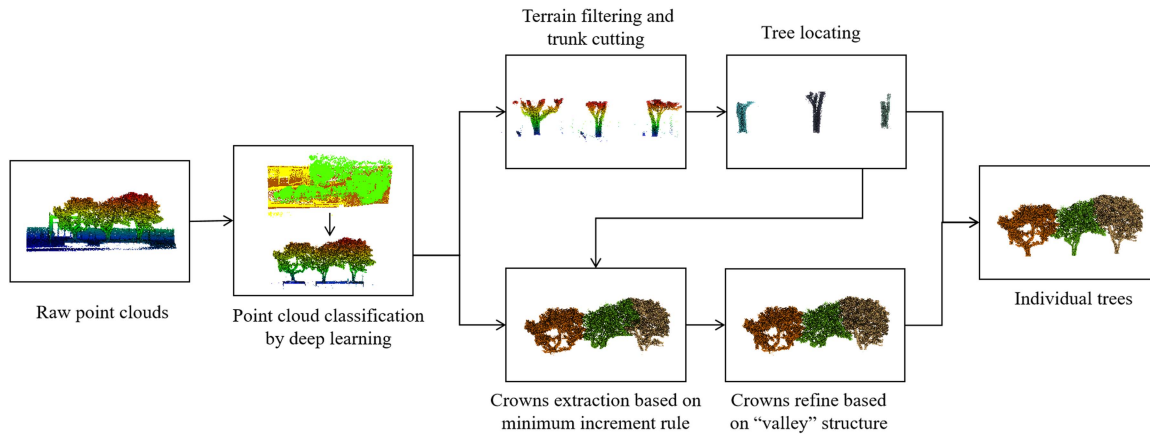 Terrain filtering and
trunk cutting
Tree locating
Raw point clouds
Point cloud classification
by deep learning
Individual trees
Crowns extraction based on
minimum increment rule
Crowns refine based
on “valley” structure